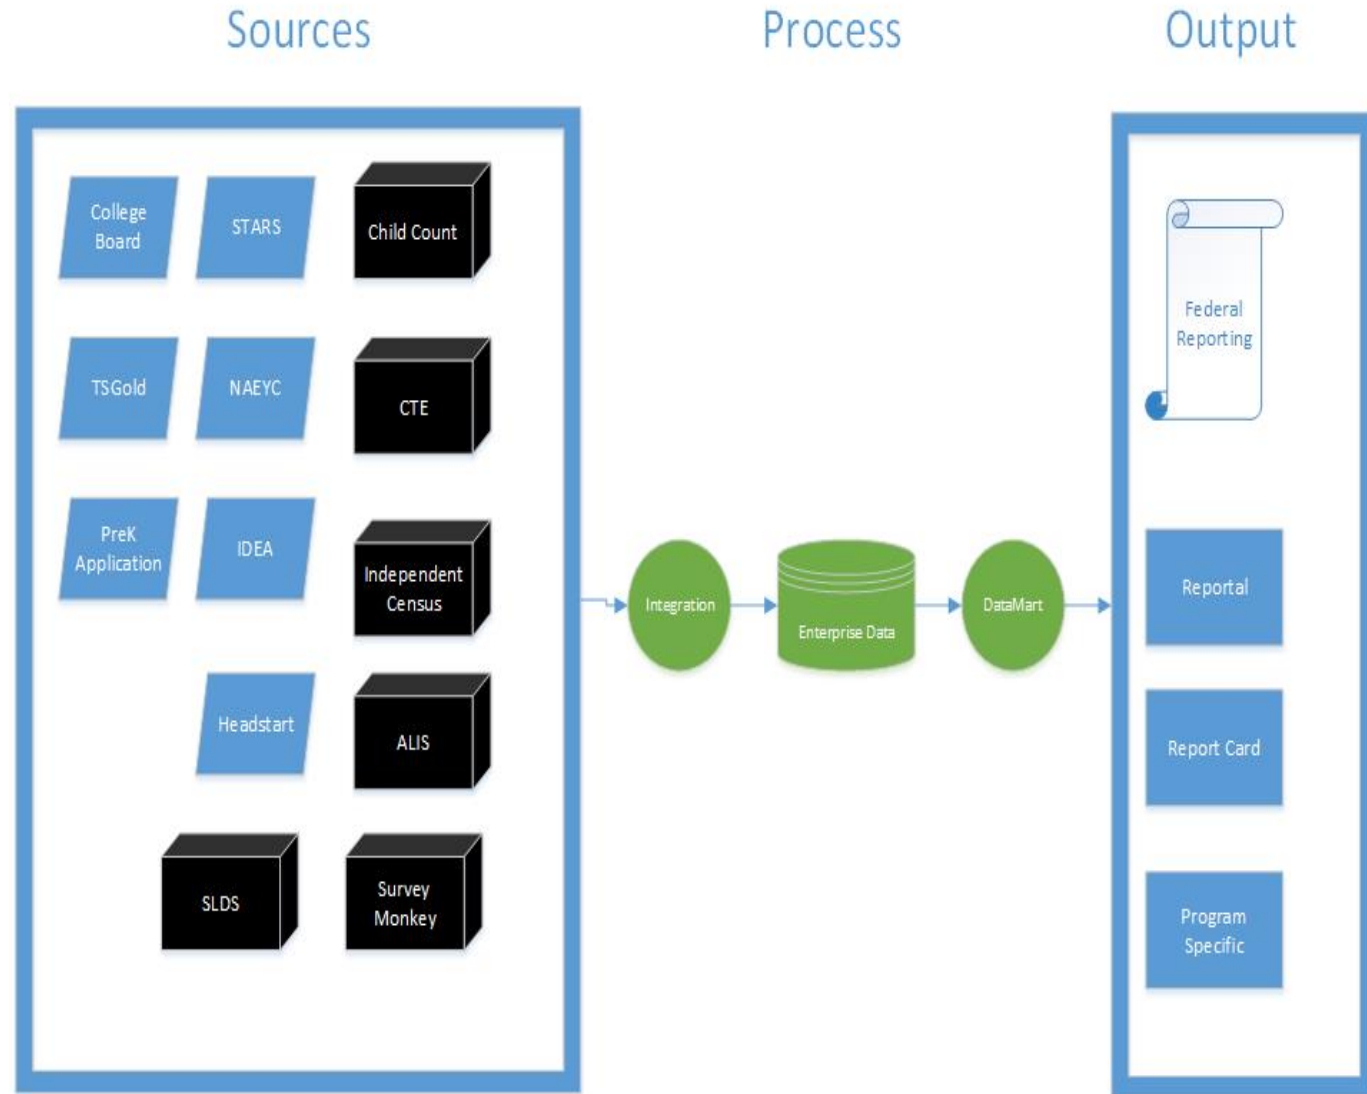 Sources
Process
Output
College
Board
STARS
Child Count
TSGold
NAEYC
CTE
PreK
Application
IDEA
Independent
Census
Headstart
ALIS
SLDS
Survey
Monkey
Integration
Enterprise Data
DataMart
Federal
Reporting
Reportal
Report Card
Program
Specific